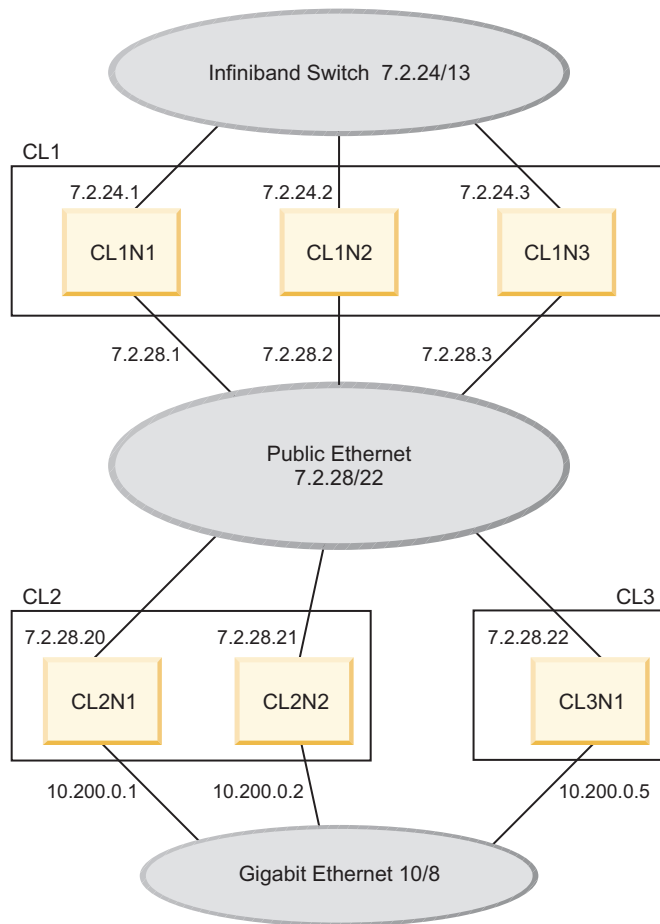 Infiniband Switch 7.2.24/13
CL1
7.2.24.1
7.2.24.2
7.2.24.3
CL1N1
CL1N2
CL1N3
7.2.28.1
7.2.28.2
7.2.28.3
Public Ethernet
7.2.28/22
CL2
CL3
7.2.28.20
7.2.28.21
7.2.28.22
CL2N1
CL2N2
CL3N1
10.200.0.1
10.200.0.2
10.200.0.5
Gigabit Ethernet 10/8